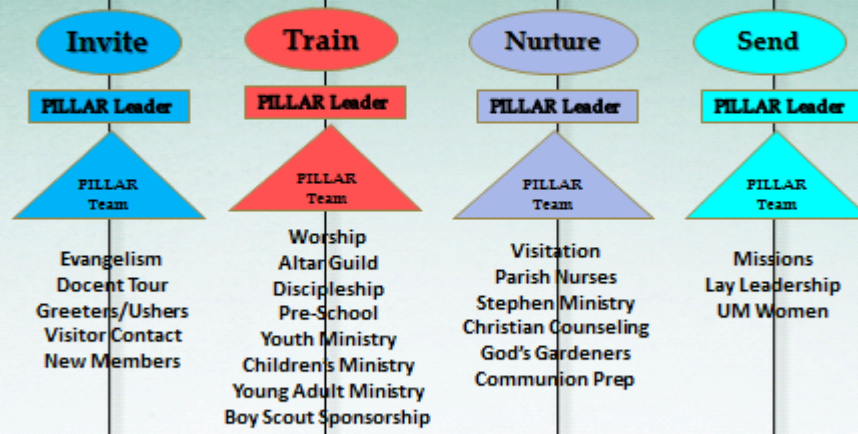 Invite
PILLAR Leader
PILLAR
Team
Evangelism
Docent Tour
Greeters/Ushers
Visitor Contact
New Members
Train
PILLAR Leader
PILLAR
Team
Worship
Altar Guild
Discipleship
Pre-School
Youth Ministry
Children's Ministry
Young Adult Ministry
Boy Scout Sponsorship
Nurture
PILLAR Leader
PILLAR
Team
Visitation
Parish Nurses
Stephen Ministry
Christian Counseling
God's Gardeners
Communion Prep
Send
PILLAR Leader
PILLAR
Team
Missions
Lay Leadership
UM Women